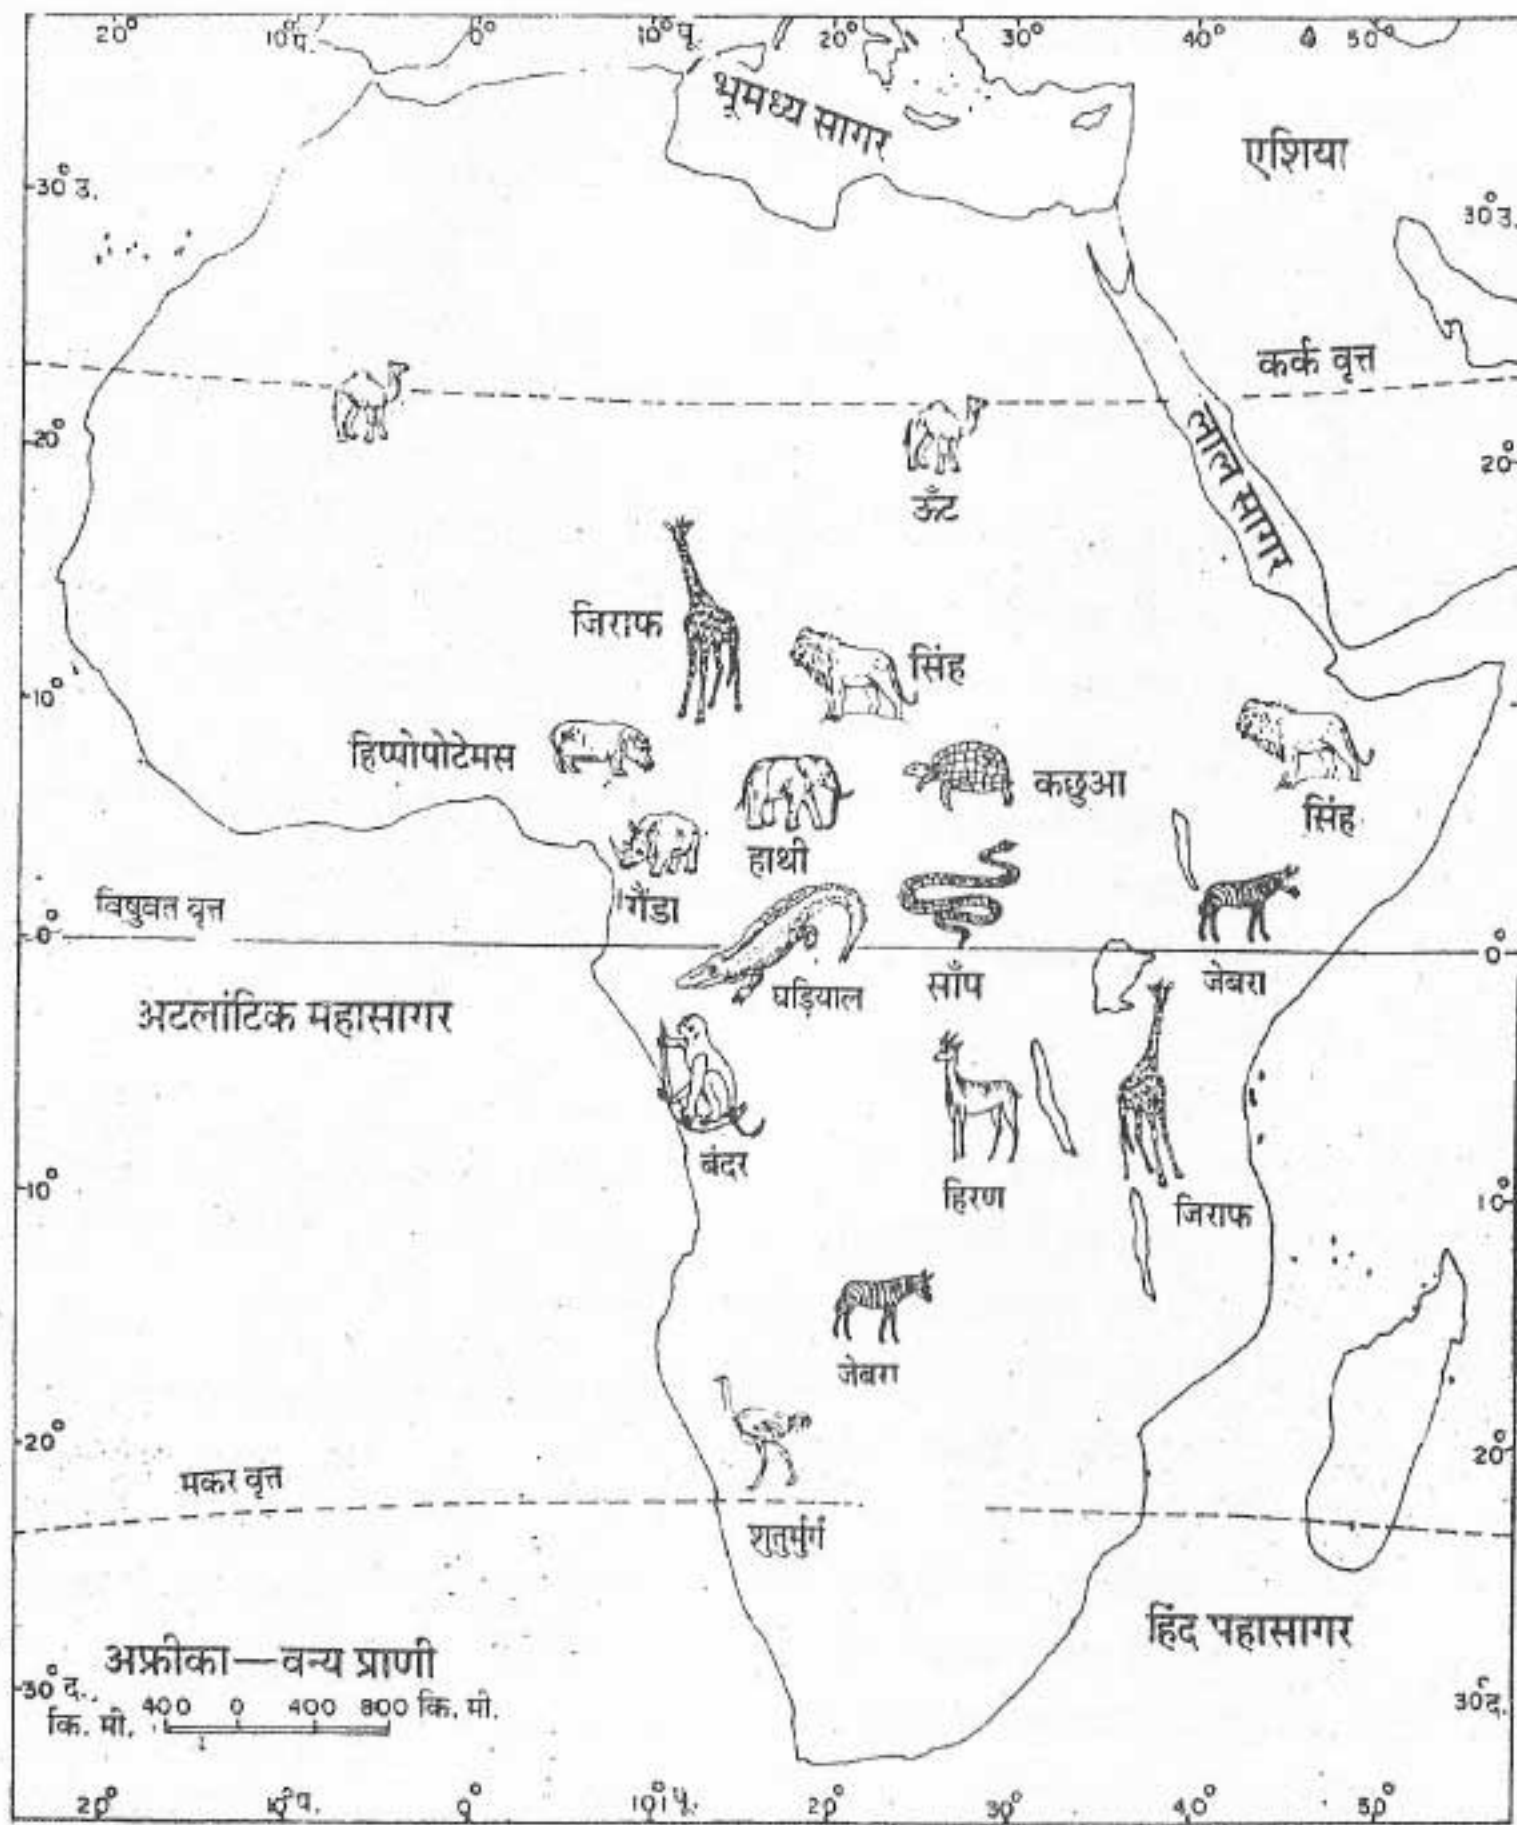 20° 10°प. 0° 10°पू. 20° 30° 40° 50°
भूमध्य सागर
एशिया
30°उ.
30°उ.
कर्क वृत्त
20°
20°
लाल सागर
ऊँट
जिराफ
सिंह
10°
हिप्पोपोटेमस
कछुआ
सिंह
हाथी
गैंडा
विषुवत वृत्त
0°
0°
घड़ियाल
साँप
जेबरा
अटलांटिक महासागर
बंदर
हिरण
जिराफ
10°
10°
जेबरा
20°
20°
मकर वृत्त
शुतुर्मुर्ग
हिंद पहासागर
अफ्रीका—वन्य प्राणी
30°द.
30°द.
कि. मी. 400 0 400 800 कि. मी.
20° 10°प. 0° 10°पू. 20° 30° 40° 50°